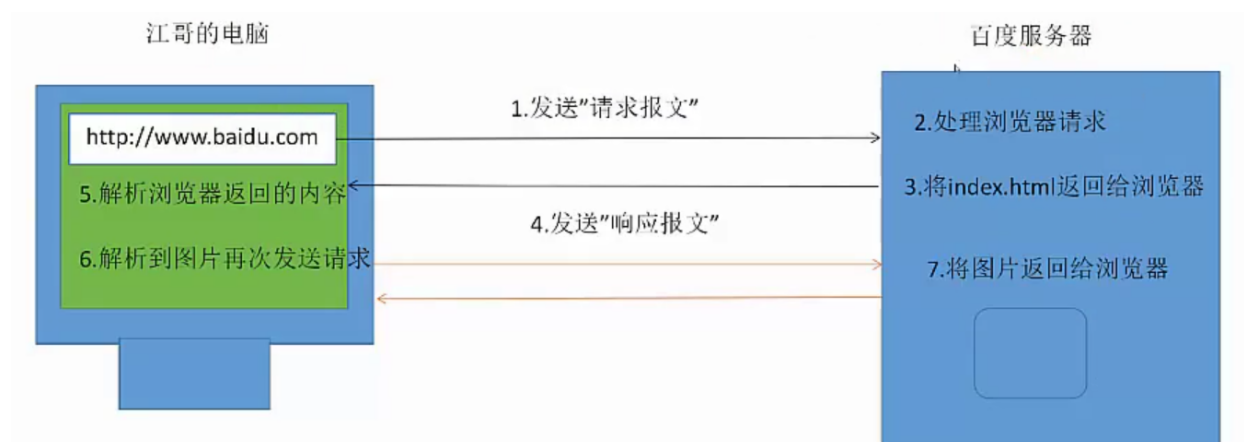 江哥的电脑
百度服务器
1.发送”请求报文”
http://www.baidu.com
2.处理浏览器请求
5.解析浏览器返回的内容
3.将index.html返回给浏览器
4.发送”响应报文”
6.解析到图片再次发送请求
7.将图片返回给浏览器